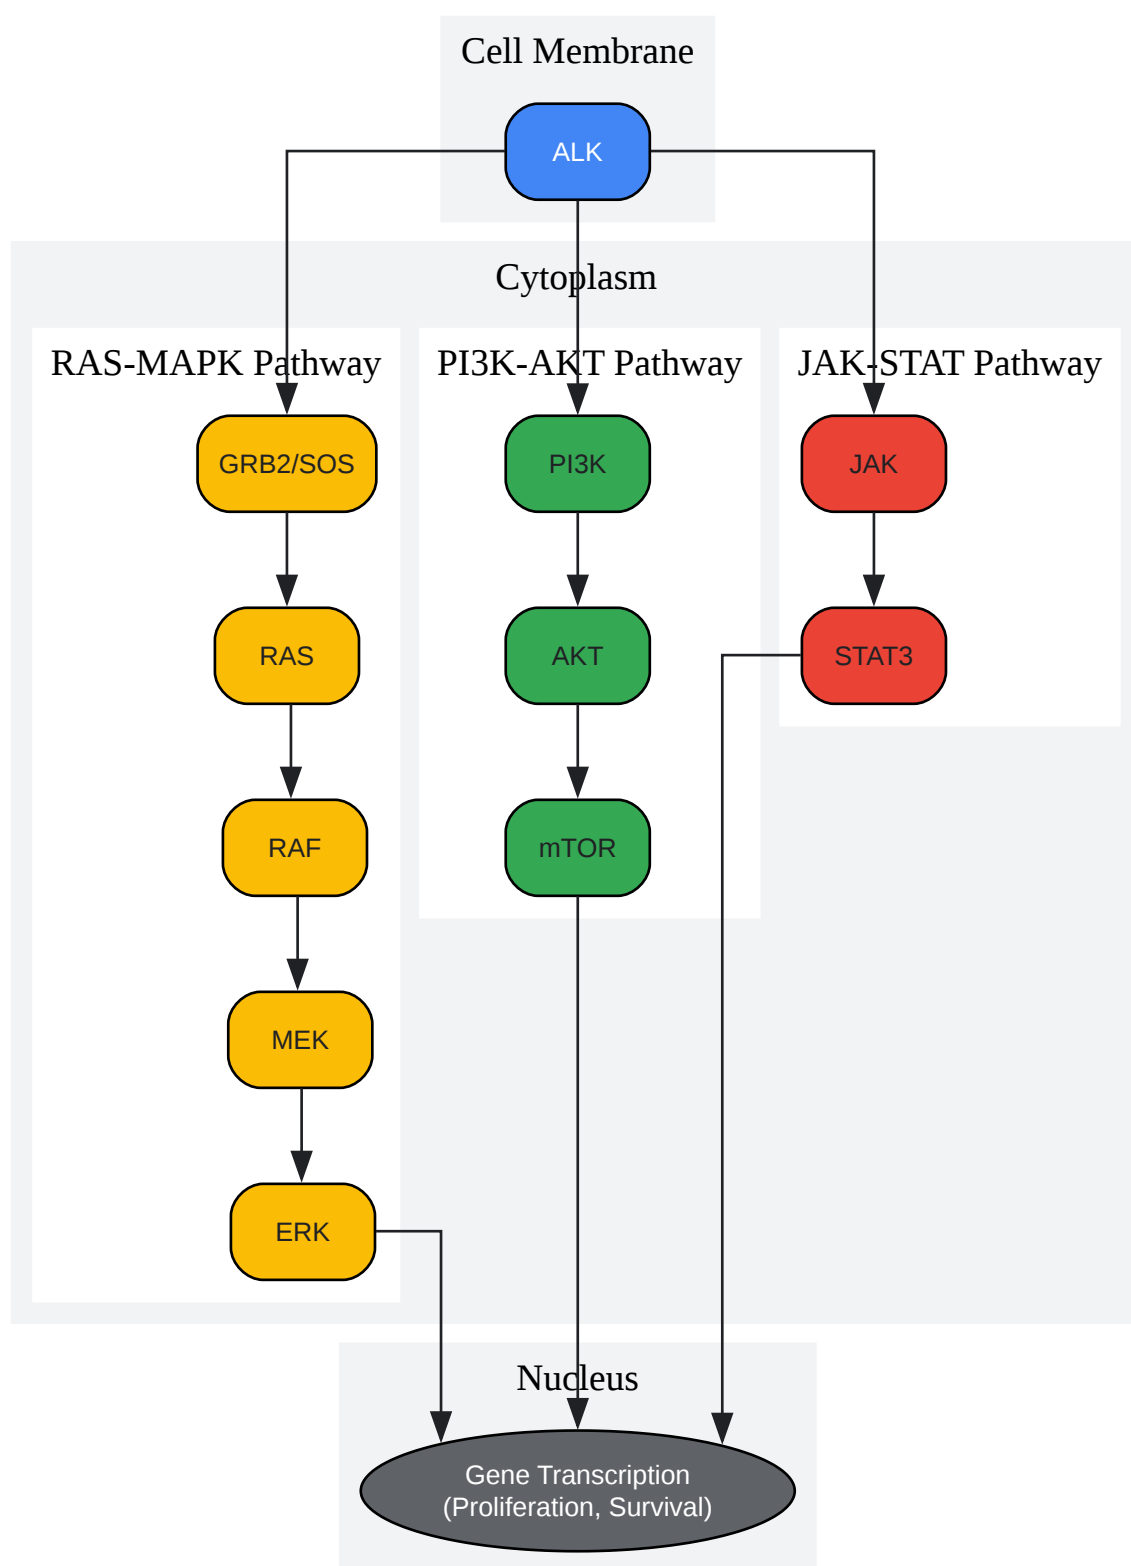 Cell Membrane
ALK
Cytoplasm
RAS-MAPK Pathway
PI3K-AKT Pathway
JAK-STAT Pathway
GRB2/SOS
PI3K
JAK
RAS
AKT
STAT3
RAF
mTOR
MEK
ERK
Nucleus
Gene Transcription
(Proliferation, Survival)